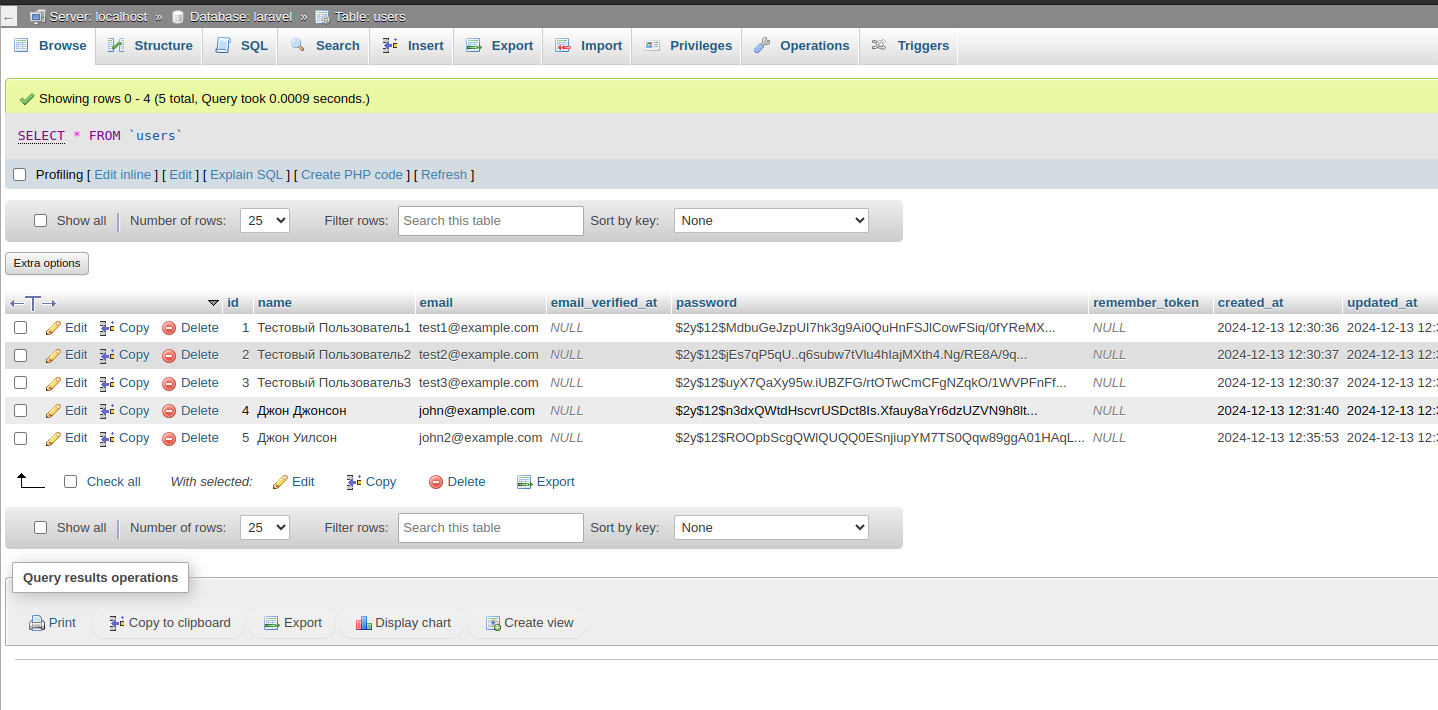 Server: localhost » Database: laravel » Table: users
Browse Structure SQL Search Insert Export Import Privileges Operations Triggers
Showing rows 0 - 4 (5 total, Query took 0.0009 seconds.)
SELECT * FROM `users`
Profiling [ Edit inline ] [ Edit ] [ Explain SQL ] [ Create PHP code ] [ Refresh ]
Show all Number of rows: 25 Filter rows: Search this table Sort by key: None
Extra options
id name email email_verified_at password remember_token created_at updated_at
Edit Copy Delete 1 Тестовый Пользователь1 test1@example.com NULL $2y$12$MdbuGeJzpUI7hk3g9Ai0QuHnFSJlCowFSiq/0fYReMX... NULL 2024-12-13 12:30:36 2024-12-13 12:3
Edit Copy Delete 2 Тестовый Пользователь2 test2@example.com NULL $2y$12$jEs7qP5qU..q6subw7tVlu4hIajMXth4.Ng/RE8A/9q... NULL 2024-12-13 12:30:37 2024-12-13 12:3
Edit Copy Delete 3 Тестовый Пользователь3 test3@example.com NULL $2y$12$uyX7QaXy95w.iUBZFG/rtOTwCmCFgNZqkO/1WVPFnFf... NULL 2024-12-13 12:30:37 2024-12-13 12:3
Edit Copy Delete 4 Джон Джонсон john@example.com NULL $2y$12$n3dxQWtdHscvrUSDct8Is.Xfauy8aYr6dzUZVN9h8lt... NULL 2024-12-13 12:31:40 2024-12-13 12:3
Edit Copy Delete 5 Джон Уилсон john2@example.com NULL $2y$12$ROOpbScgQWlQUQQ0ESnjiupYM7TS0Qqw89ggA01HAqL... NULL 2024-12-13 12:35:53 2024-12-13 12:3
Check all With selected: Edit Copy Delete Export
Show all Number of rows: 25 Filter rows: Search this table Sort by key: None
Query results operations
Print Copy to clipboard Export Display chart Create view